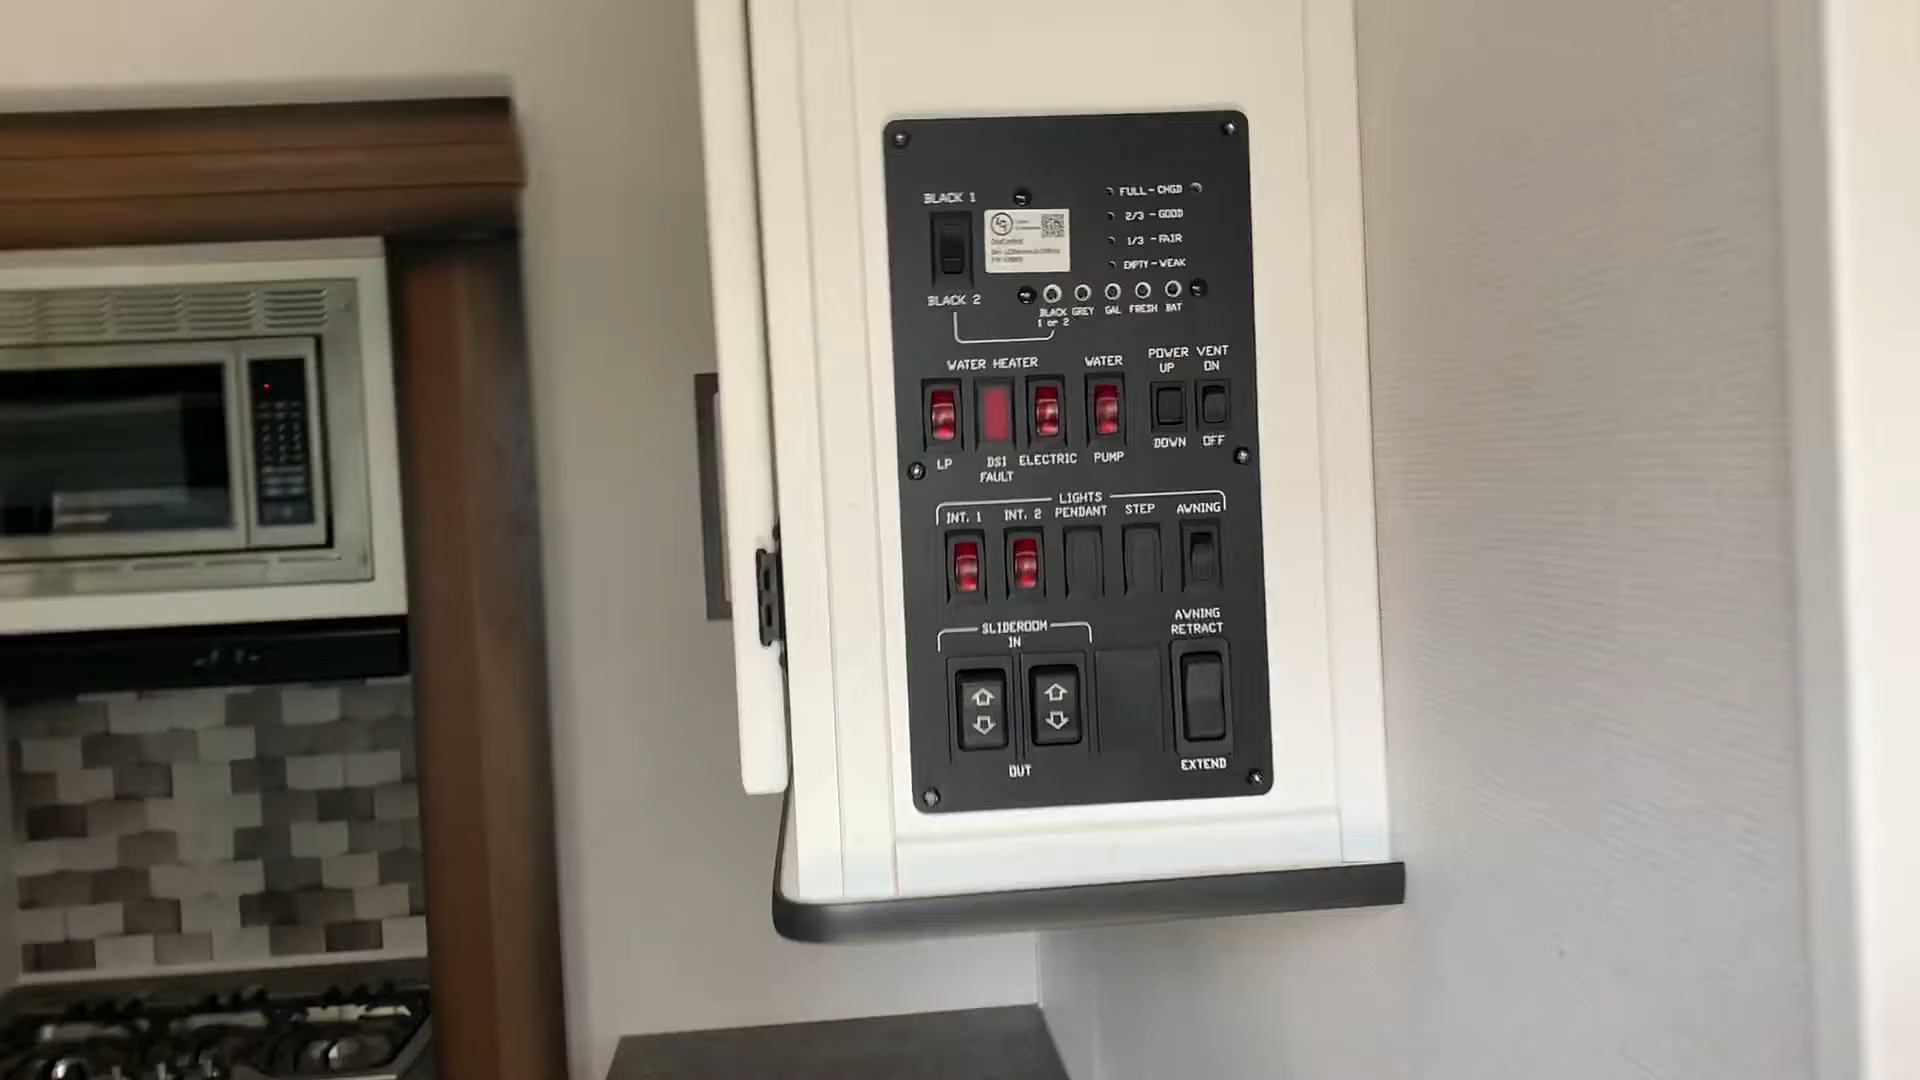 BLACK 1
FULL - CHGD
2/3 - GOOD
1/3 - FAIR
EMPTY - WEAK
BLACK 2
BLACK
1 or 2
GREY
GAL
FRESH
BAT
WATER HEATER
WATER
POWER
UP
VENT
ON
LP
DSI
FAULT
ELECTRIC
PUMP
DOWN
OFF
LIGHTS
INT. 1
INT. 2
PENDANT
STEP
AWNING
SLIDEROOM
IN
AWNING
RETRACT
OUT
EXTEND